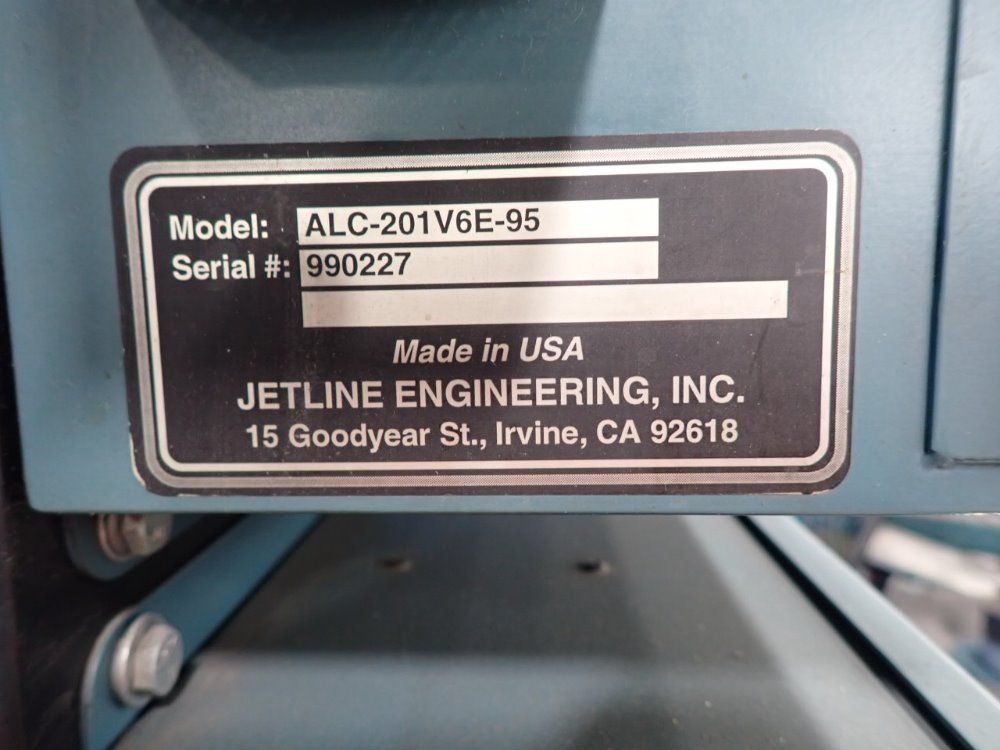 Model: ALC-201V6E-95
Serial #: 990227
Made in USA
JETLINE ENGINEERING, INC.
15 Goodyear St., Irvine, CA 92618